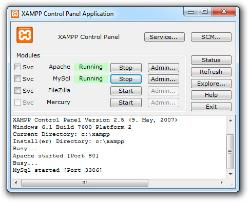 XAMPP Control Panel Application
XAMPP Control Panel
Service...
SCM...
Modules
Status
Refresh
Explore...
Help
Exit
Svc Apache Running Stop Admin...
Svc MySql Running Stop Admin...
Svc FileZilla Start Admin...
Svc Mercury Start Admin...
XAMPP Control Panel Version 2.5 (9. May, 2007)
Windows 6.1 Build 7600 Platform 2
Current Directory: c:\xampp
Install(er) Directory: c:\xampp
Busy...
Apache started [Port 80]
Busy...
MySql started [Port 3306]